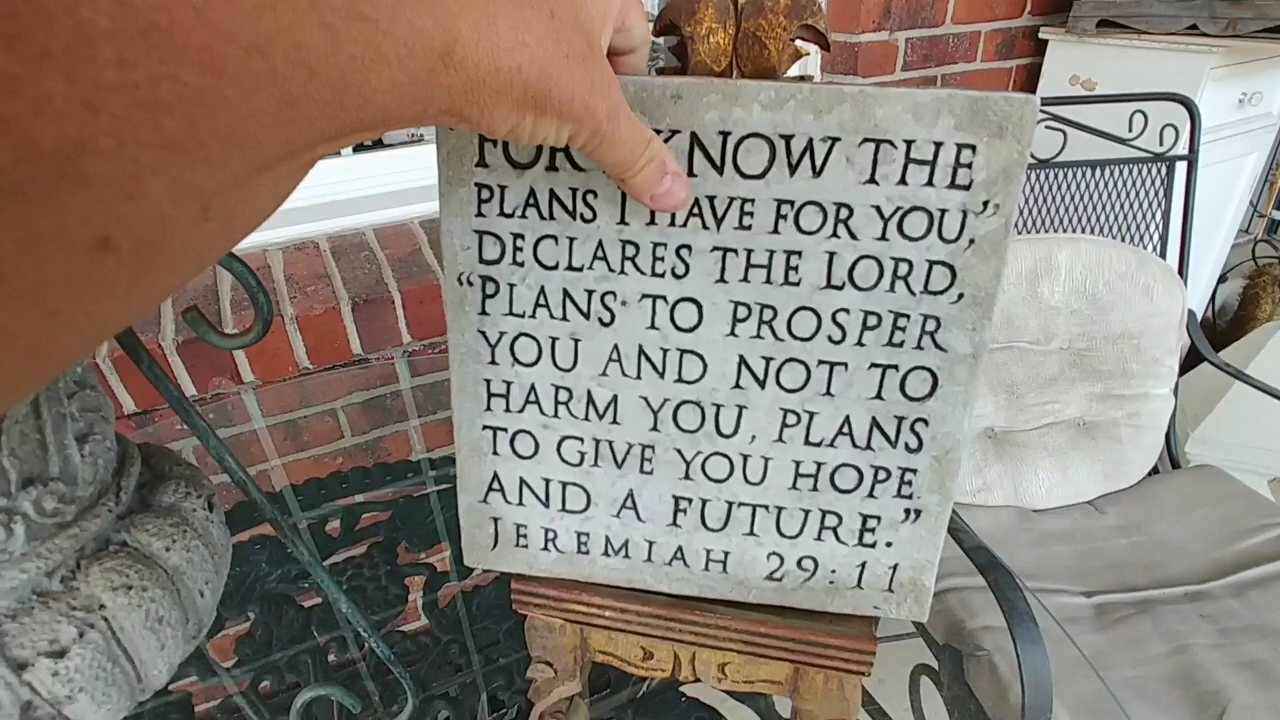 FOR KNOW THE
PLANS I HAVE FOR YOU,”
DECLARES THE LORD,
“PLANS TO PROSPER
YOU AND NOT TO
HARM YOU, PLANS
TO GIVE YOU HOPE
AND A FUTURE.”
JEREMIAH 29:11